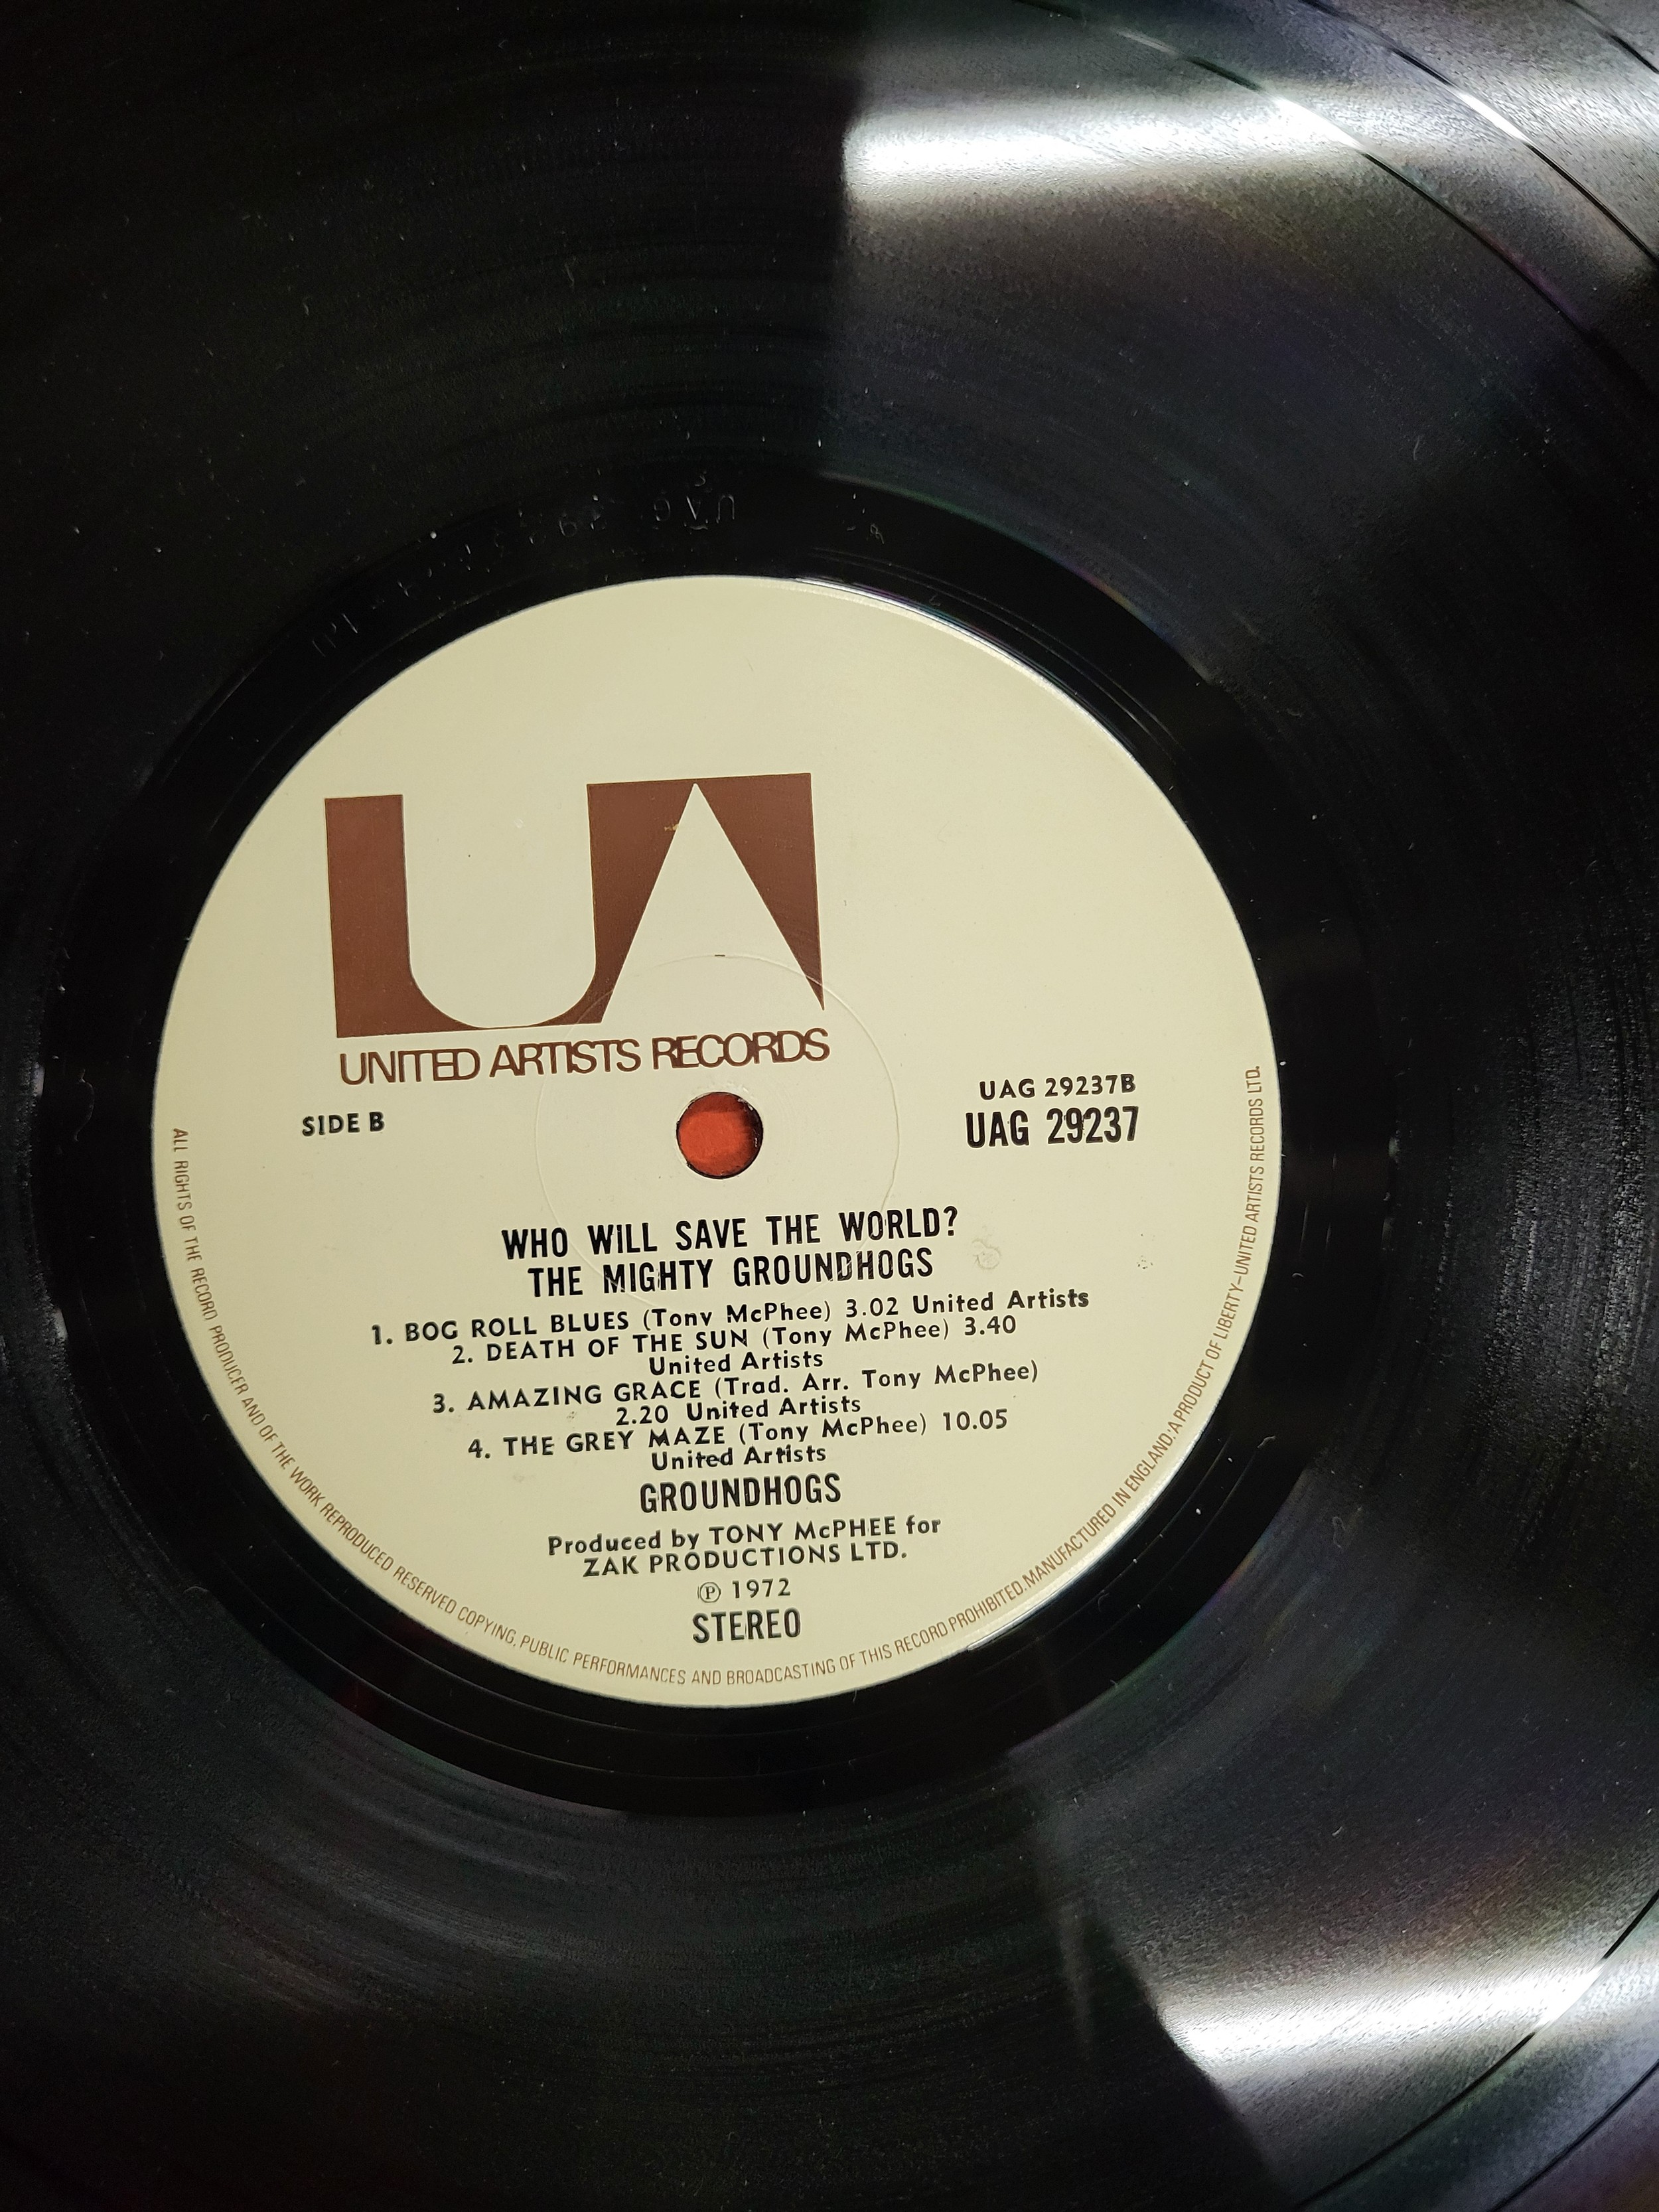 UA
UNITED ARTISTS RECORDS
SIDE B
UAG 29237B
UAG 29237
WHO WILL SAVE THE WORLD?
THE MIGHTY GROUNDHOGS
1. BOG ROLL BLUES (Tony McPhee) 3.02 United Artists
2. DEATH OF THE SUN (Tony McPhee) 3.40
United Artists
3. AMAZING GRACE (Trad. Arr. Tony McPhee)
2.20 United Artists
4. THE GREY MAZE (Tony McPhee) 10.05
United Artists
GROUNDHOGS
Produced by TONY McPHEE for
ZAK PRODUCTIONS LTD.
Ⓟ 1972
STEREO
ALL RIGHTS OF THE RECORD PRODUCER AND OF THE WORK REPRODUCED RESERVED COPYING, PUBLIC PERFORMANCES AND BROADCASTING OF THIS RECORD PROHIBITED. MANUFACTURED IN ENGLAND. A PRODUCT OF LIBERTY-UNITED ARTISTS RECORDS LTD.
UAG